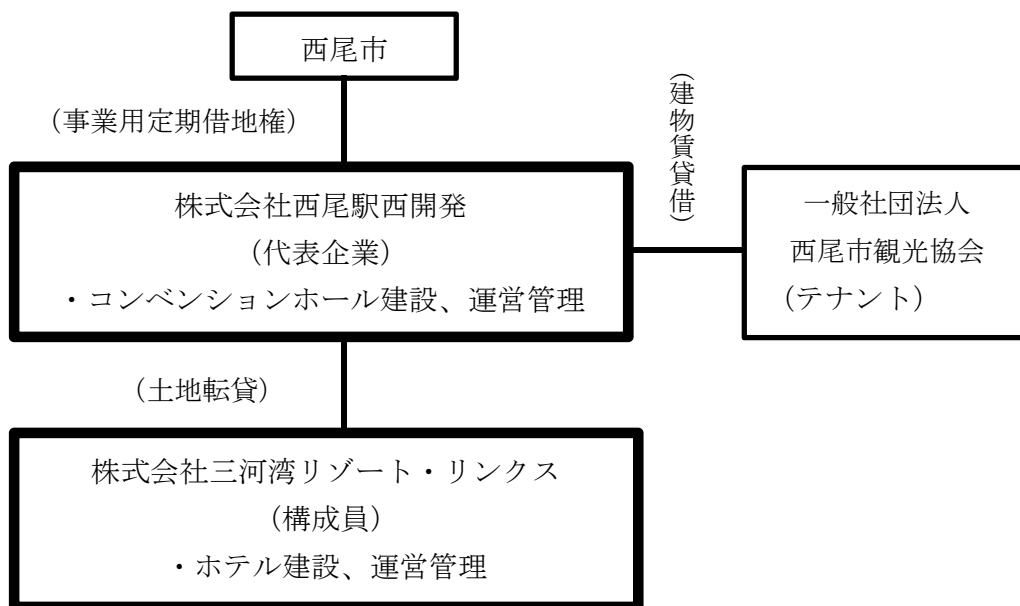 西尾市
（事業用定期借地権）
（建物賃貸借）
株式会社西尾駅西開発
（代表企業）
・コンベンションホール建設、運営管理
一般社団法人
西尾市観光協会
（テナント）
（土地転貸）
株式会社三河湾リゾート・リンクス
（構成員）
・ホテル建設、運営管理